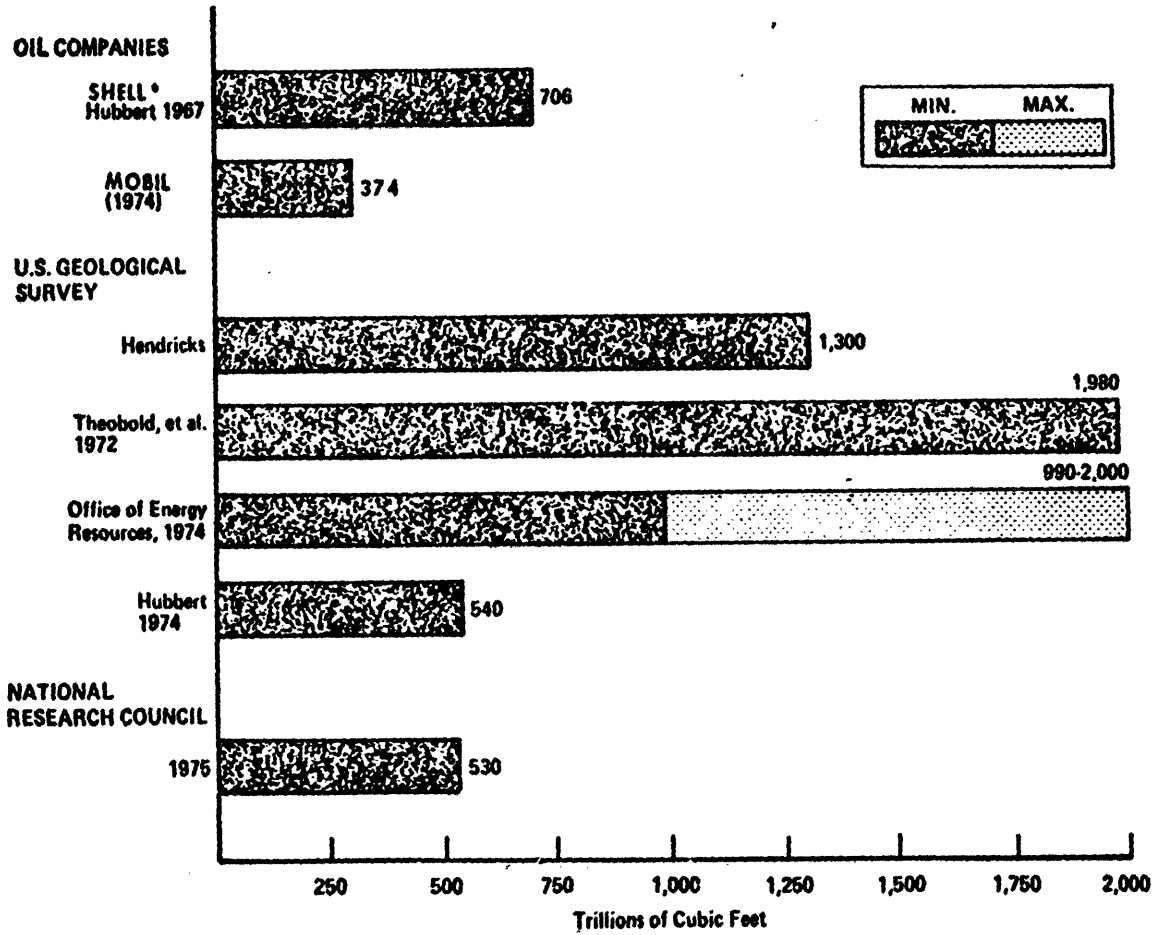 OIL COMPANIES
SHELL *
Hubbert 1967
706
MIN. MAX.
MOBIL
(1974)
374
U.S. GEOLOGICAL
SURVEY
Hendricks
1,300
1,980
Theobold, et al.
1972
990-2,000
Office of Energy
Resources, 1974
Hubbert
1974
540
NATIONAL
RESEARCH COUNCIL
1975
530
250 500 750 1,000 1,250 1,500 1,750 2,000
Trillions of Cubic Feet